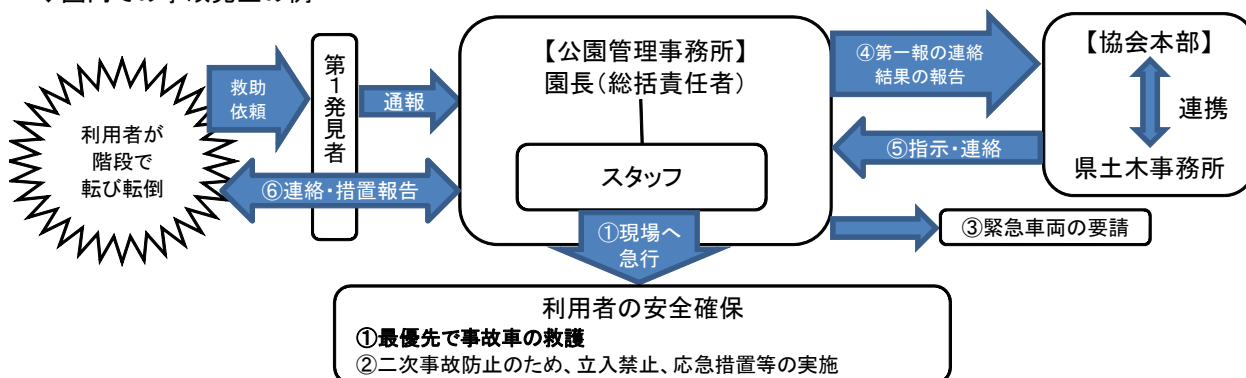 利用者が
階段で
転び転倒
救助
依頼
第1発見者
通報
⑥連絡・措置報告
【公園管理事務所】
園長(総括責任者)
スタッフ
①現場へ
急行
④第一報の連絡
結果の報告
⑤指示・連絡
【協会本部】
連携
県土木事務所
③緊急車両の要請
利用者の安全確保
①最優先で事故車の救護
②二次事故防止のため、立入禁止、応急措置等の実施